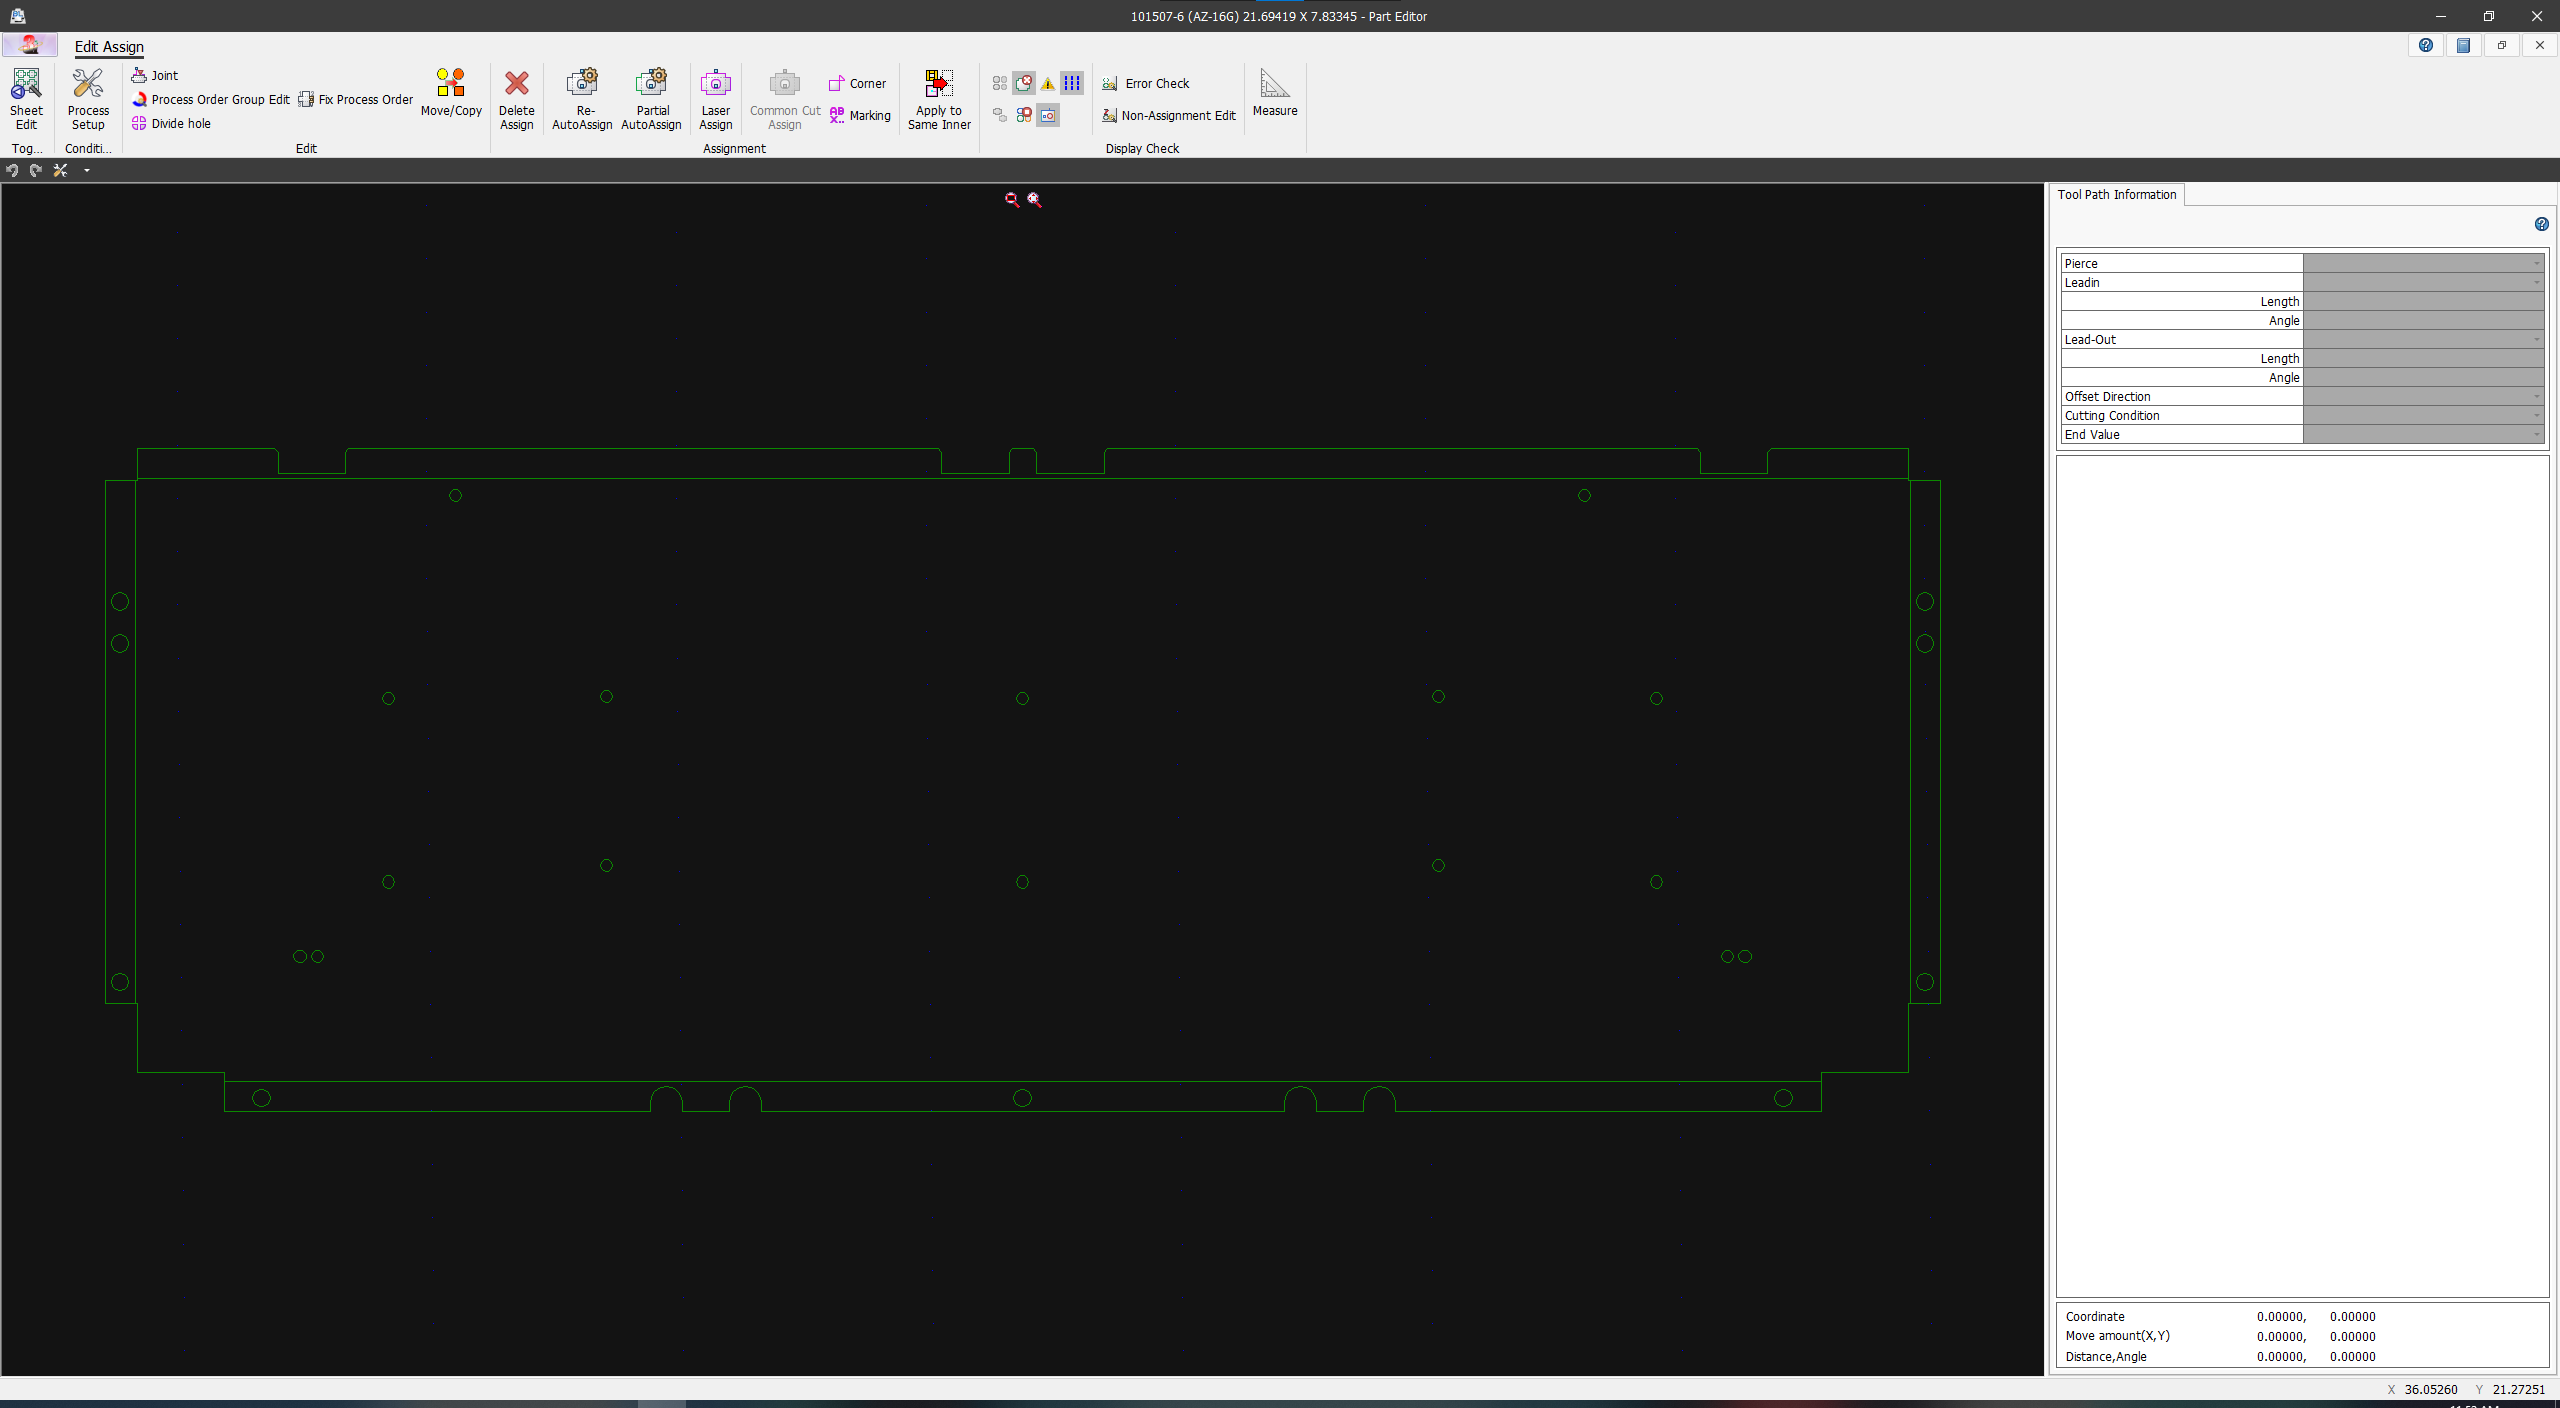 101507-6 (AZ-16G) 21.69419 X 7.83345 - Part Editor
Edit Assign
Sheet
Edit
Tog...
Process
Setup
Conditi...
Joint
Process Order Group Edit
Fix Process Order
Divide hole
Move/Copy
Edit
Delete
Assign
Re-
AutoAssign
Partial
AutoAssign
Laser
Assign
Common Cut
Assign
Corner
Marking
Apply to
Same Inner
Assignment
Error Check
Non-Assignment Edit
Display Check
Measure
Tool Path Information
Pierce
Leadin
Length
Angle
Lead-Out
Length
Angle
Offset Direction
Cutting Condition
End Value
Coordinate 0.00000, 0.00000
Move amount(X,Y) 0.00000, 0.00000
Distance,Angle 0.00000, 0.00000
X 36.05260 Y 21.27251